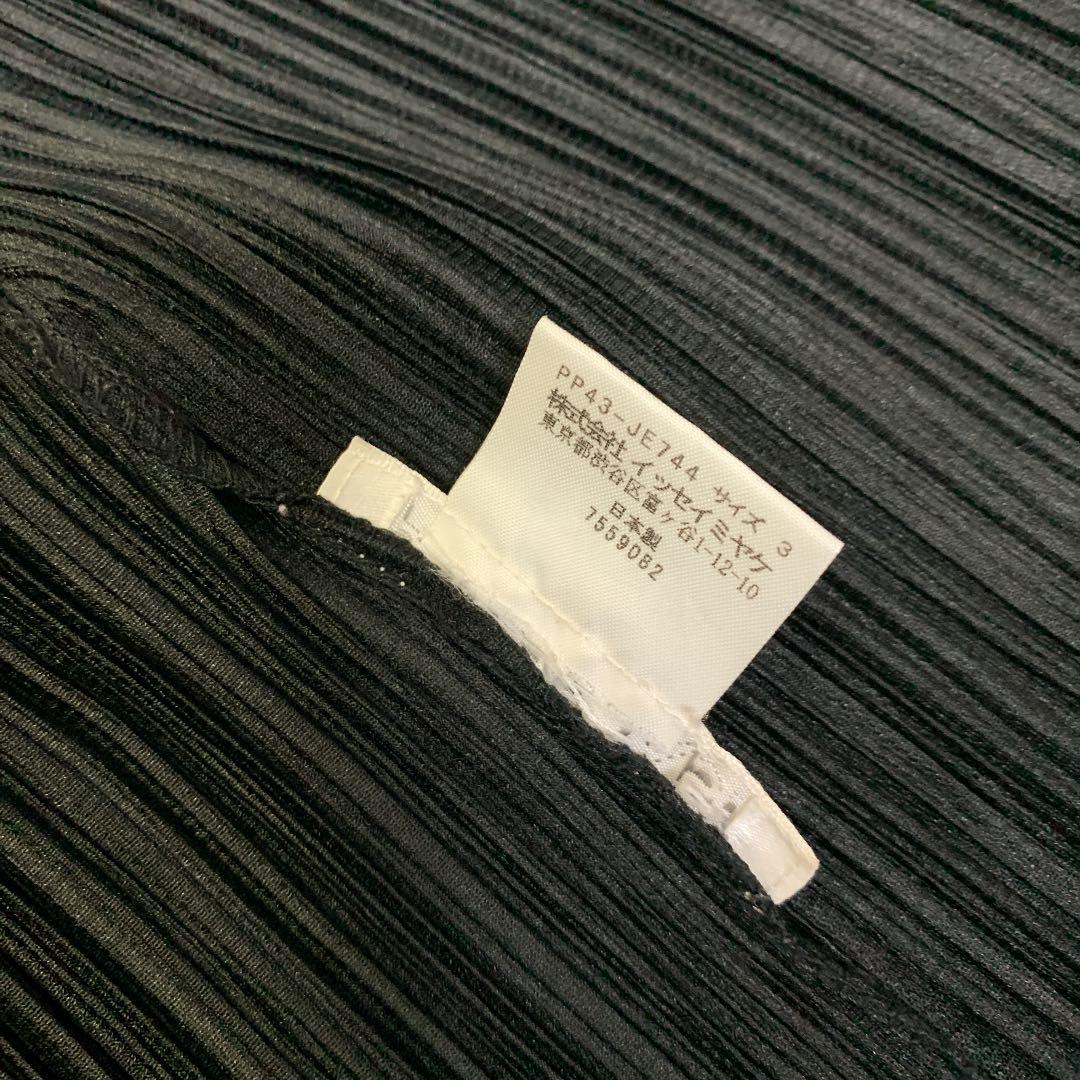 PP43-JE744 サイズ 3
株式会社 イッセイミヤケ
東京都渋谷区富ヶ谷1-12-10
日本製
7559082